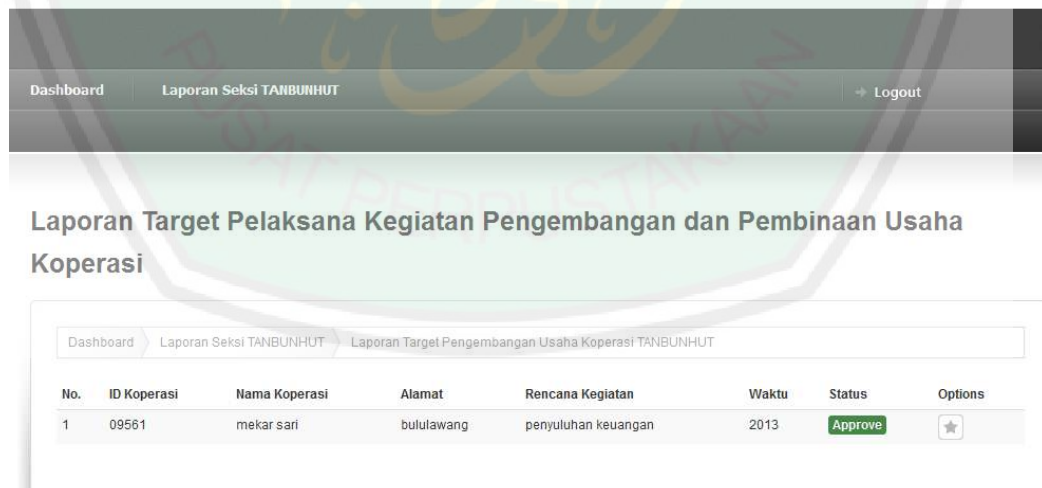 Dashboard Laporan Seksi TANBUNHUT Logout
PUSAT PERPUSTAKAAN
Laporan Target Pelaksana Kegiatan Pengembangan dan Pembinaan Usaha
Koperasi
Dashboard Laporan Seksi TANBUNHUT Laporan Target Pengembangan Usaha Koperasi TANBUNHUT
No. ID Koperasi Nama Koperasi Alamat Rencana Kegiatan Waktu Status Options
1 09561 mekar sari bululawang penyuluhan keuangan 2013 Approve